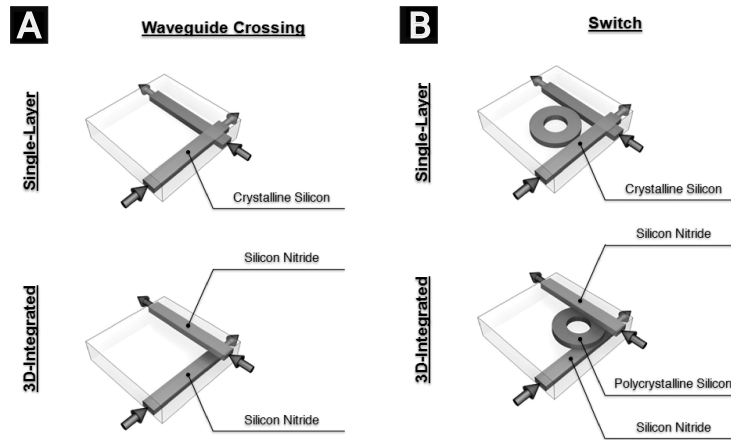 A
Waveguide Crossing
Single-Layer
Crystalline Silicon
3D-Integrated
Silicon Nitride
Silicon Nitride
B
Switch
Single-Layer
Crystalline Silicon
3D-Integrated
Silicon Nitride
Polycrystalline Silicon
Silicon Nitride